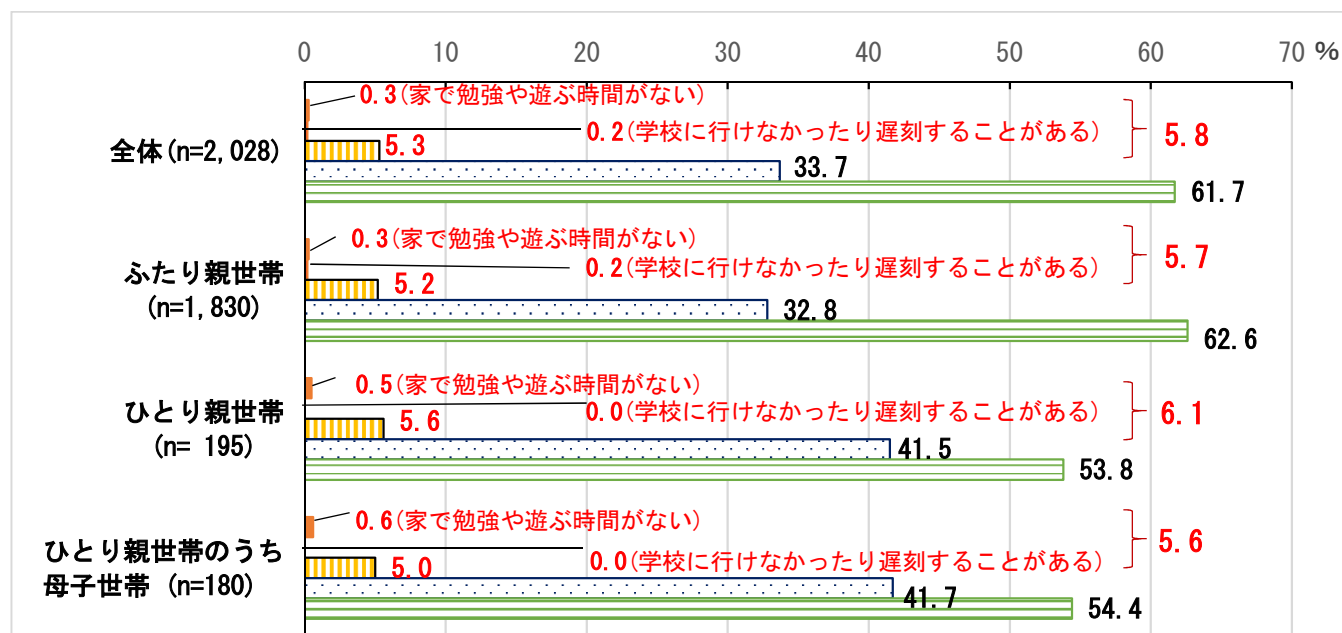 0 10 20 30 40 50 60 70 %
0.3(家で勉強や遊ぶ時間がない)
0.2(学校に行けなかったり遅刻することがある)
5.8
全体(n=2,028)
5.3
33.7
61.7
0.3(家で勉強や遊ぶ時間がない)
0.2(学校に行けなかったり遅刻することがある)
5.7
ふたり親世帯
(n=1,830)
5.2
32.8
62.6
0.5(家で勉強や遊ぶ時間がない)
0.0(学校に行けなかったり遅刻することがある)
6.1
ひとり親世帯
(n= 195)
5.6
41.5
53.8
0.6(家で勉強や遊ぶ時間がない)
0.0(学校に行けなかったり遅刻することがある)
5.6
ひとり親世帯のうち
母子世帯 (n=180)
5.0
41.7
54.4